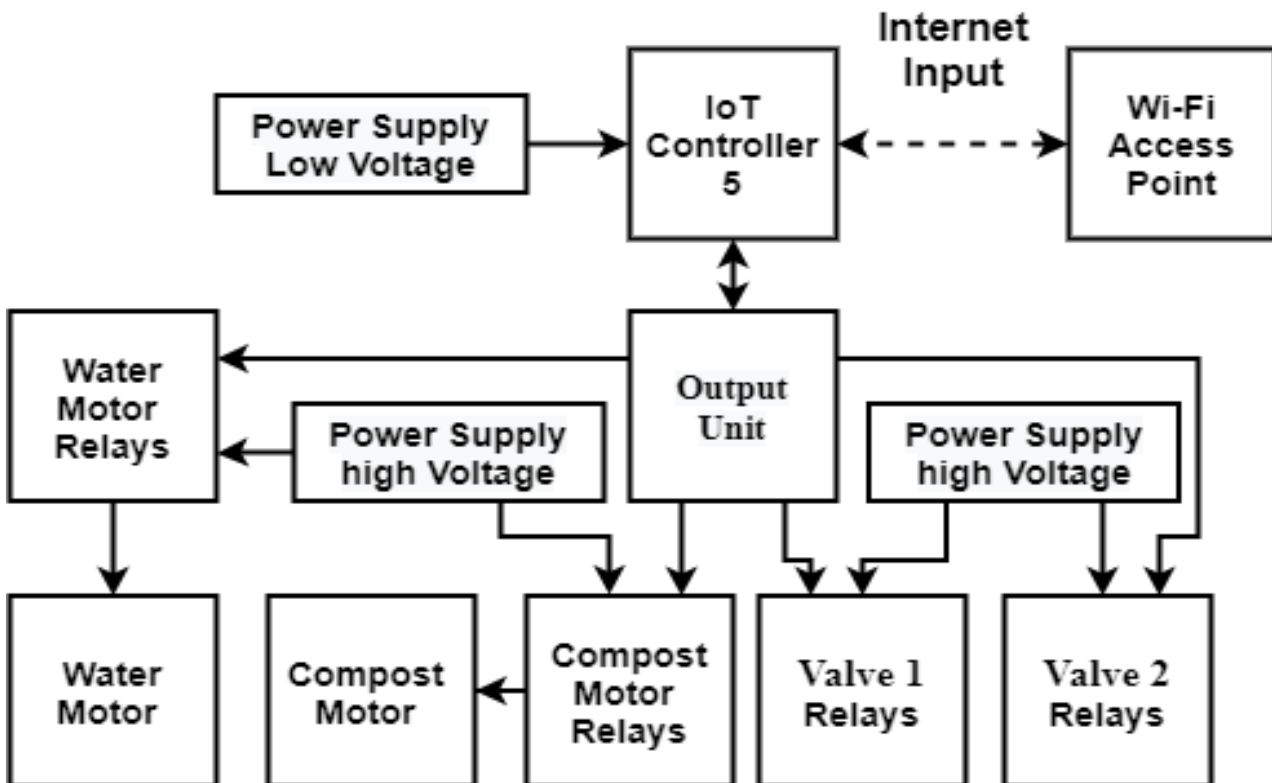 Internet
Input
Power Supply
Low Voltage
IoT
Controller
5
Wi-Fi
Access
Point
Water
Motor
Relays
Power Supply
high Voltage
Output
Unit
Power Supply
high Voltage
Water
Motor
Compost
Motor
Compost
Motor
Relays
Valve 1
Relays
Valve 2
Relays